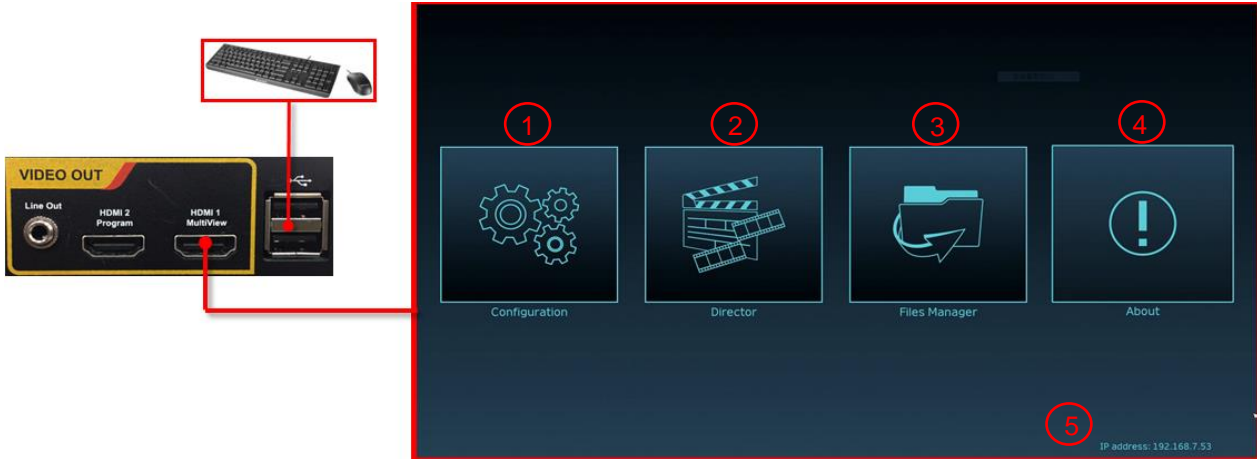 VIDEO OUT
Line Out
HDMI 2
Program
HDMI 1
MultiView
1
2
3
4
Configuration
Director
Files Manager
About
5
IP address: 192.168.7.53